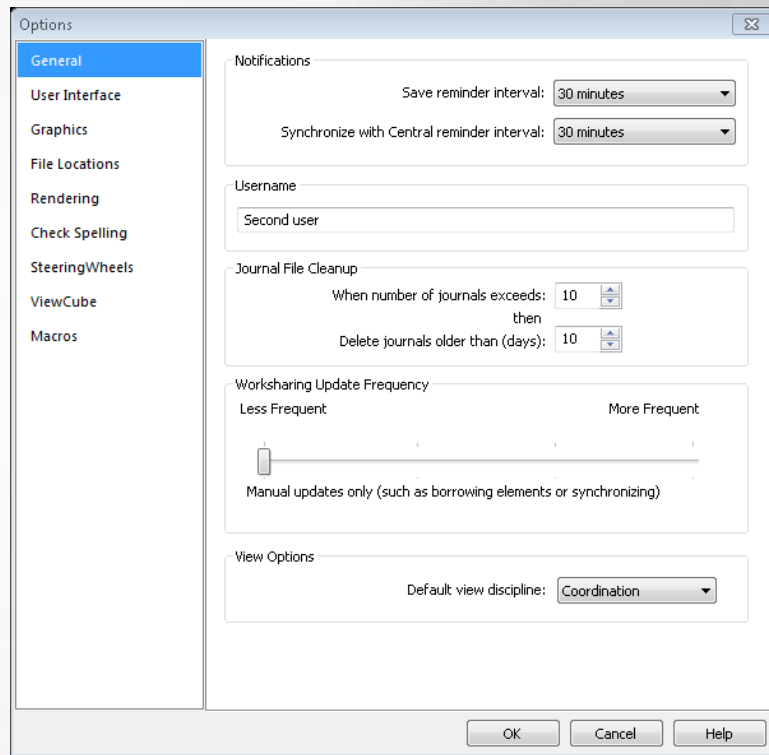 Options
General
User Interface
Graphics
File Locations
Rendering
Check Spelling
SteeringWheels
ViewCube
Macros
Notifications
Save reminder interval: 30 minutes
Synchronize with Central reminder interval: 30 minutes
Username
Second user
Journal File Cleanup
When number of journals exceeds: 10
then
Delete journals older than (days): 10
Worksharing Update Frequency
Less Frequent More Frequent
Manual updates only (such as borrowing elements or synchronizing)
View Options
Default view discipline: Coordination
OK Cancel Help